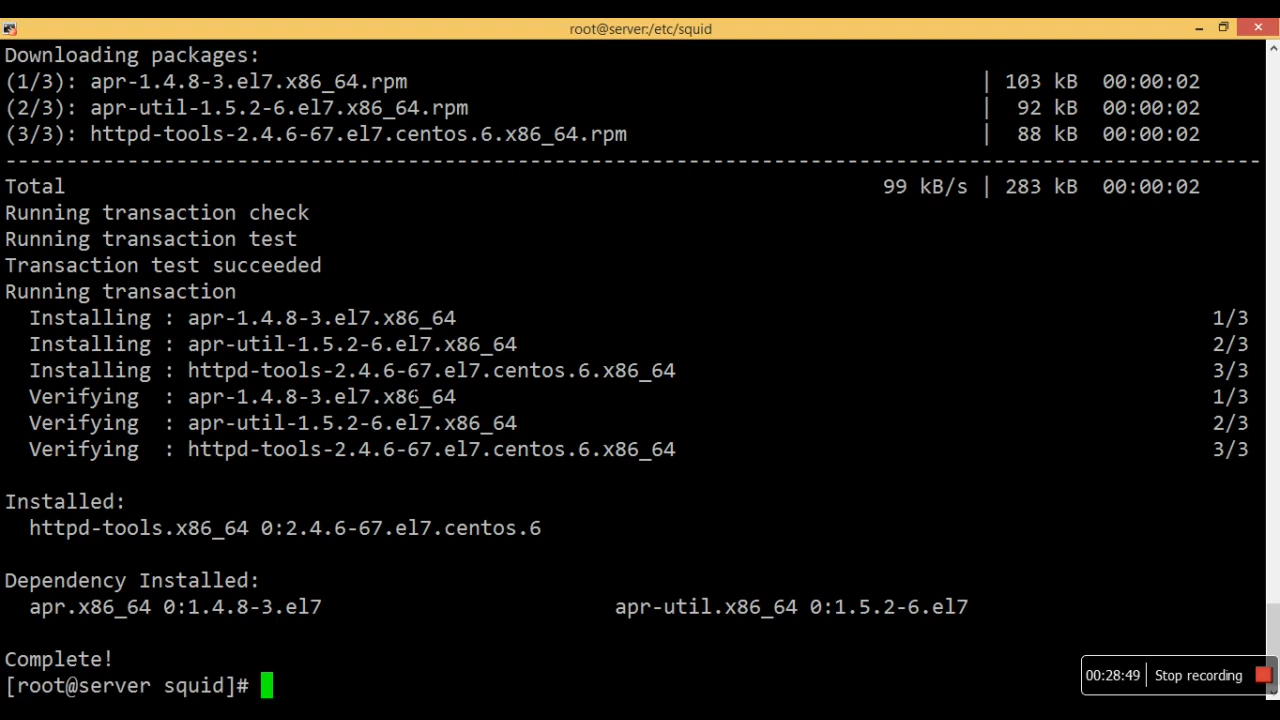 root@server:/etc/squid
Downloading packages:
(1/3): apr-1.4.8-3.el7.x86_64.rpm | 103 kB 00:00:02
(2/3): apr-util-1.5.2-6.el7.x86_64.rpm | 92 kB 00:00:02
(3/3): httpd-tools-2.4.6-67.el7.centos.6.x86_64.rpm | 88 kB 00:00:02
-------------------------------------------------------------------------------------------------------
Total 99 kB/s | 283 kB 00:00:02
Running transaction check
Running transaction test
Transaction test succeeded
Running transaction
Installing : apr-1.4.8-3.el7.x86_64 1/3
Installing : apr-util-1.5.2-6.el7.x86_64 2/3
Installing : httpd-tools-2.4.6-67.el7.centos.6.x86_64 3/3
Verifying : apr-1.4.8-3.el7.x86_64 1/3
Verifying : apr-util-1.5.2-6.el7.x86_64 2/3
Verifying : httpd-tools-2.4.6-67.el7.centos.6.x86_64 3/3
Installed:
httpd-tools.x86_64 0:2.4.6-67.el7.centos.6
Dependency Installed:
apr.x86_64 0:1.4.8-3.el7 apr-util.x86_64 0:1.5.2-6.el7
Complete!
[root@server squid]#
00:28:49 Stop recording